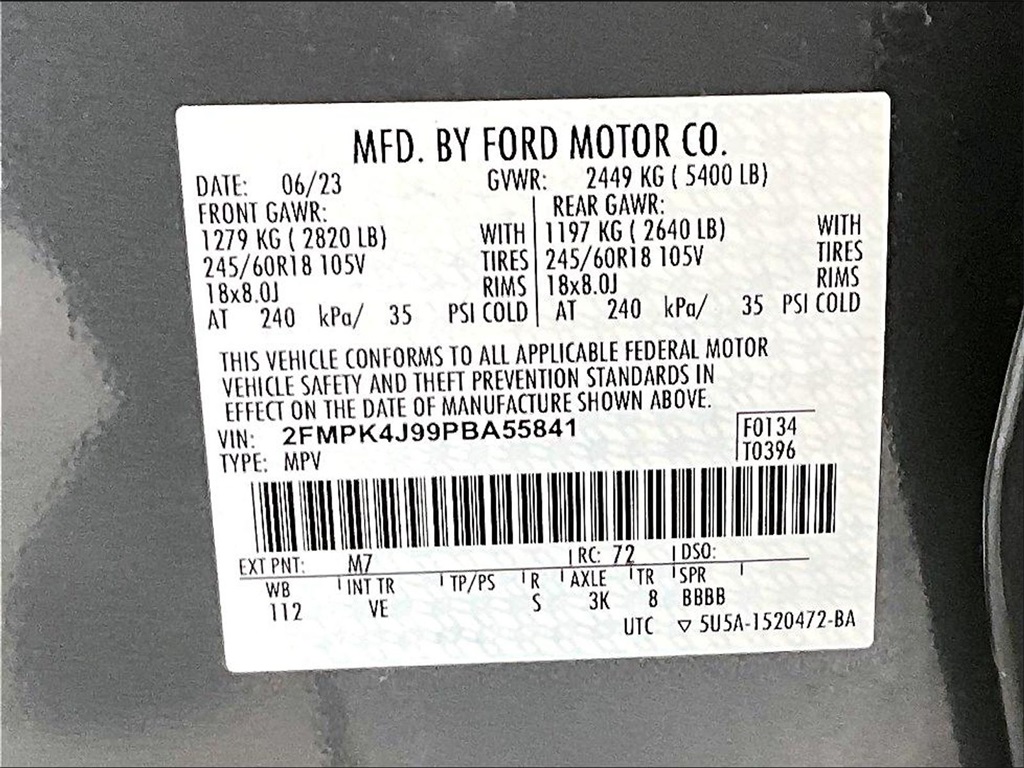 MFD. BY FORD MOTOR CO.
DATE: 06/23 GVWR: 2449 KG ( 5400 LB)
FRONT GAWR: REAR GAWR:
1279 KG ( 2820 LB) WITH 1197 KG ( 2640 LB) WITH
245/60R18 105V TIRES 245/60R18 105V TIRES
18x8.0J RIMS 18x8.0J RIMS
AT 240 kPa/ 35 PSI COLD AT 240 kPa/ 35 PSI COLD
THIS VEHICLE CONFORMS TO ALL APPLICABLE FEDERAL MOTOR
VEHICLE SAFETY AND THEFT PREVENTION STANDARDS IN
EFFECT ON THE DATE OF MANUFACTURE SHOWN ABOVE.
VIN: 2FMPK4J99PBA55841 F0134
TYPE: MPV T0396
EXT PNT: M7 RC: 72 DSO:
WB INT TR TP/PS R AXLE TR SPR
112 VE S 3K 8 BBBB
UTC ▽ 5U5A-1520472-BA